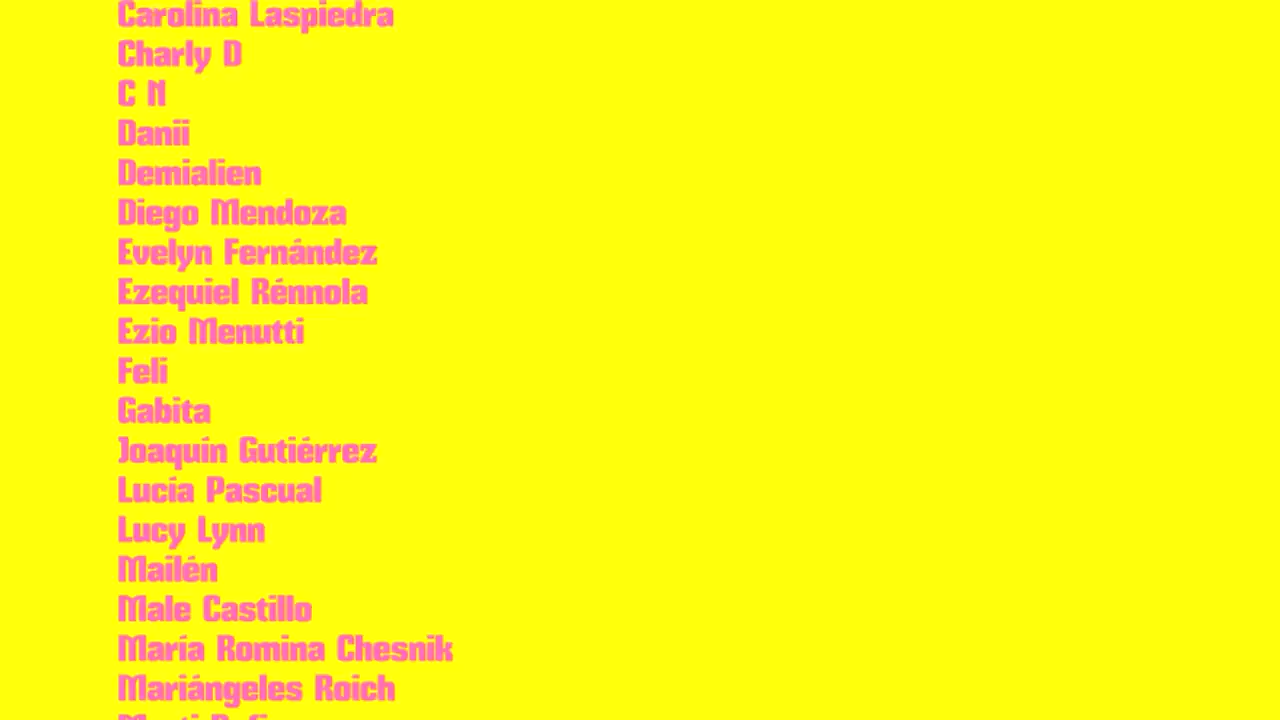 Carolina Laspiedra
Charly D
C N
Danii
Demialien
Diego Mendoza
Evelyn Fernández
Ezequiel Rénnola
Ezio Menutti
Feli
Gabita
Joaquín Gutiérrez
Lucía Pascual
Lucy Lynn
Mailén
Male Castillo
María Romina Chesnik
Mariángeles Roich